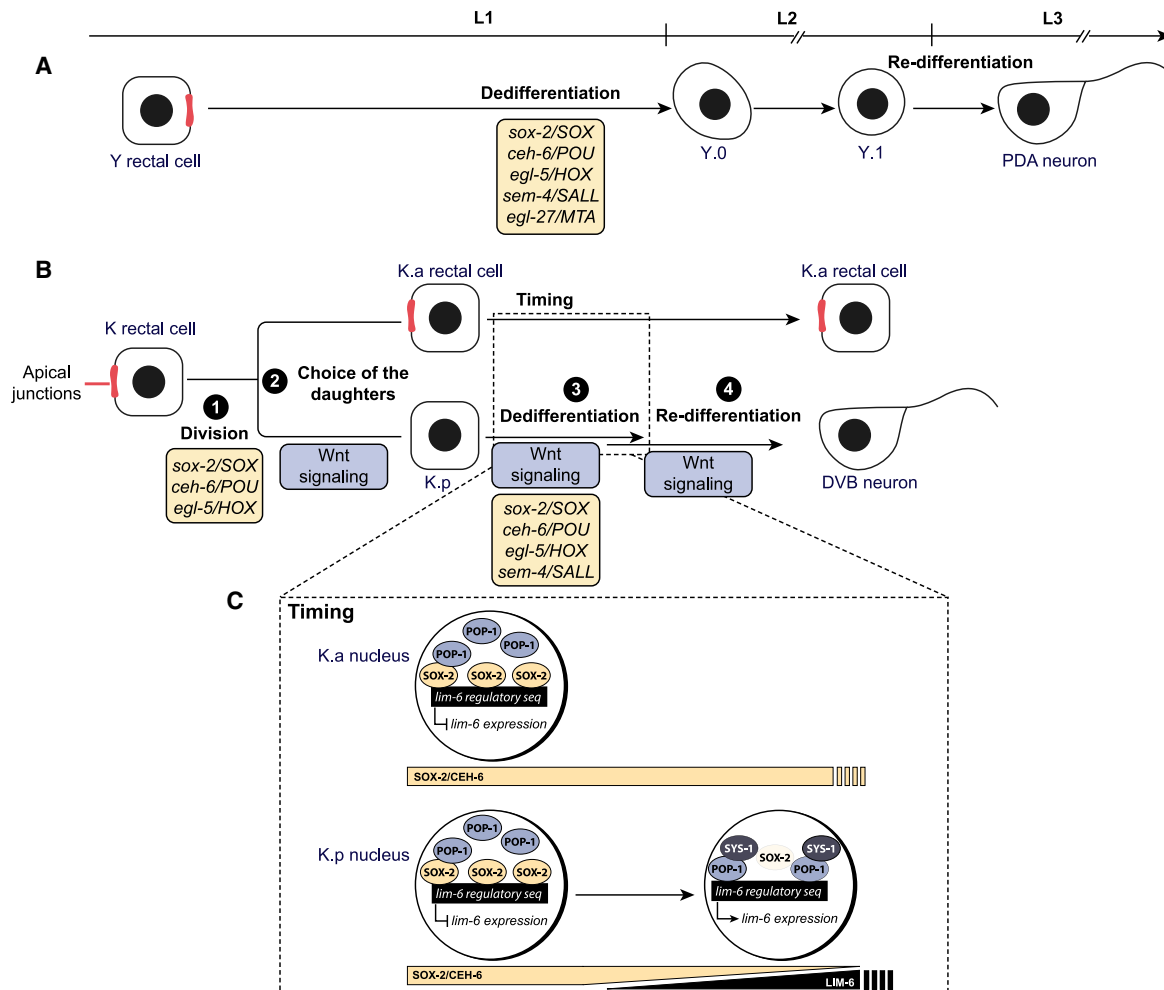 L1
L2
L3
A
Re-differentiation
Dedifferentiation
Y rectal cell
sox-2/SOX
ceh-6/POU
egl-5/HOX
sem-4/SALL
egl-27/MTA
Y.0
Y.1
PDA neuron
B
K.a rectal cell
K.a rectal cell
Timing
K rectal cell
Apical
junctions
1
Division
sox-2/SOX
ceh-6/POU
egl-5/HOX
2
Choice of the
daughters
Wnt
signaling
K.p
3
Dedifferentiation
Wnt
signaling
sox-2/SOX
ceh-6/POU
egl-5/HOX
sem-4/SALL
4
Re-differentiation
Wnt
signaling
DVB neuron
C
Timing
K.a nucleus
POP-1
POP-1
POP-1
SOX-2
SOX-2
SOX-2
lim-6 regulatory seq
lim-6 expression
SOX-2/CEH-6
K.p nucleus
POP-1
POP-1
POP-1
SOX-2
SOX-2
SOX-2
lim-6 regulatory seq
lim-6 expression
SYS-1
SOX-2
SYS-1
POP-1
POP-1
lim-6 regulatory seq
lim-6 expression
SOX-2/CEH-6
LIM-6